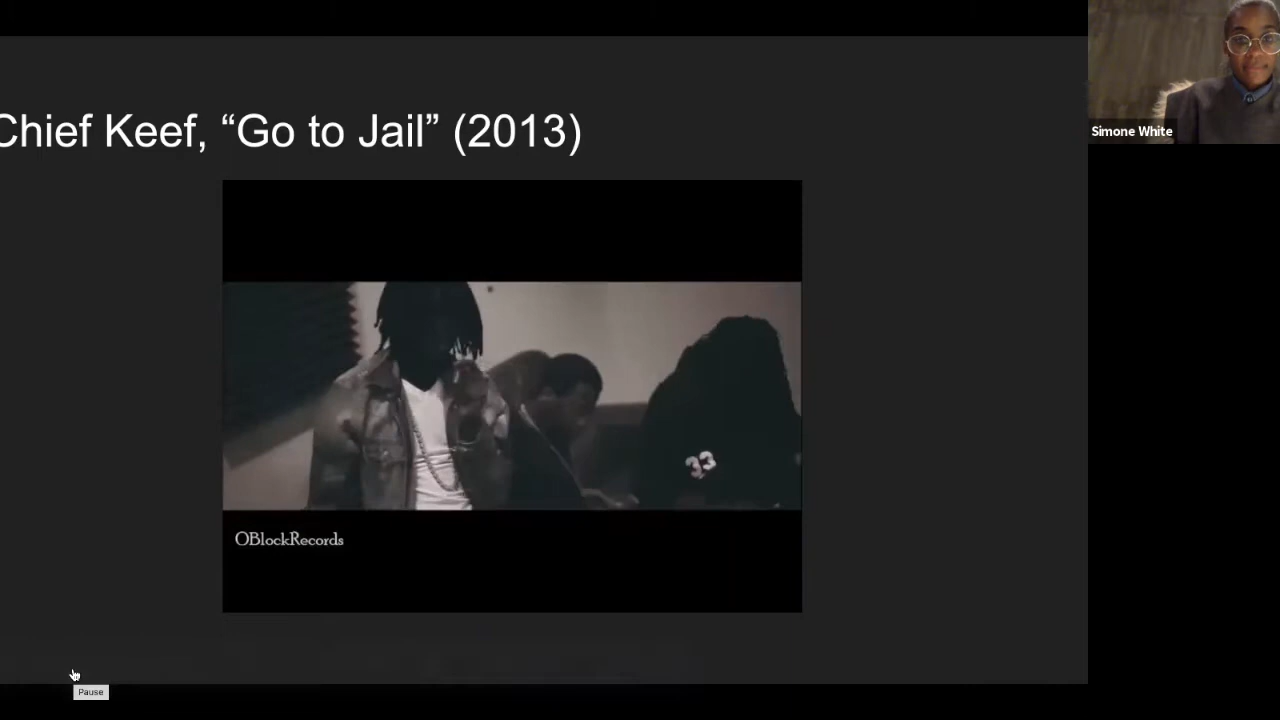 Chief Keef, “Go to Jail” (2013)
Simone White
33
OBlockRecords
Pause